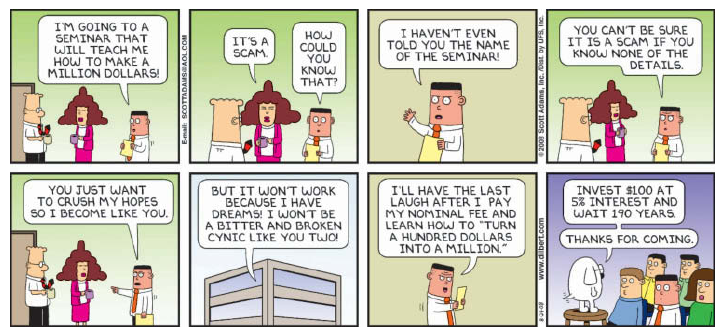 I'M GOING TO A
SEMINAR THAT
WILL TEACH ME
HOW TO MAKE A
MILLION DOLLARS!
E-mail: SCOTTADAMS@AOL.COM
IT'S A
SCAM.
HOW
COULD
YOU
KNOW
THAT?
I HAVEN'T EVEN
TOLD YOU THE NAME
OF THE SEMINAR!
© 2008 Scott Adams, Inc./Dist. by UFS, Inc.
YOU CAN'T BE SURE
IT IS A SCAM IF YOU
KNOW NONE OF THE
DETAILS.
YOU JUST WANT
TO CRUSH MY HOPES
SO I BECOME LIKE YOU.
BUT IT WON'T WORK
BECAUSE I HAVE
DREAMS! I WON'T BE
A BITTER AND BROKEN
CYNIC LIKE YOU TWO!
I'LL HAVE THE LAST
LAUGH AFTER I PAY
MY NOMINAL FEE AND
LEARN HOW TO "TURN
A HUNDRED DOLLARS
INTO A MILLION."
www.dilbert.com
INVEST $100 AT
5% INTEREST AND
WAIT 190 YEARS.
THANKS FOR COMING.